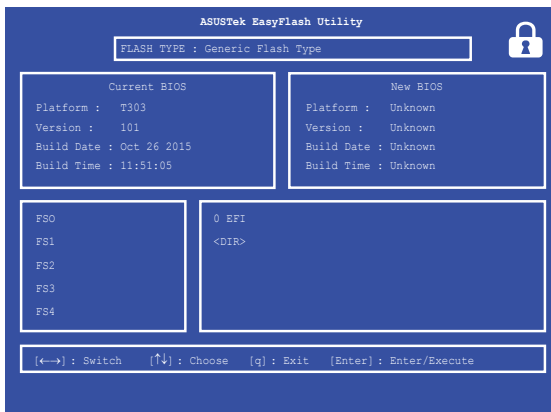 ASUSTek EasyFlash Utility
FLASH TYPE : Generic Flash Type
Current BIOS
Platform : T303
Version : 101
Build Date : Oct 26 2015
Build Time : 11:51:05
New BIOS
Platform : Unknown
Version : Unknown
Build Date : Unknown
Build Time : Unknown
FSO
FS1
FS2
FS3
FS4
0 EFI
<DIR>
[←→] : Switch [↑↓] : Choose [q] : Exit [Enter] : Enter/Execute